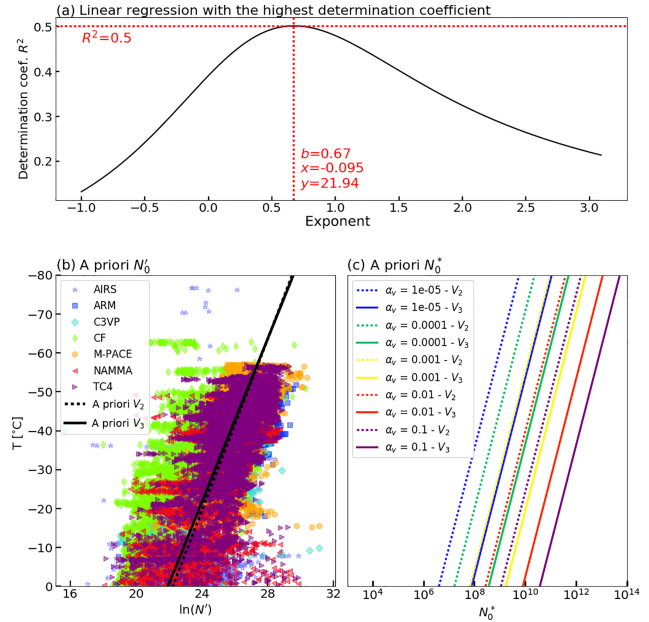 (a) Linear regression with the highest determination coefficient
Determination coef. R²
0.5
0.4
0.3
0.2
R²=0.5
b=0.67
x=-0.095
y=21.94
−1.0 −0.5 0.0 0.5 1.0 1.5 2.0 2.5 3.0
Exponent
(b) A priori N₀′
T [°C]
−80
−70
−60
−50
−40
−30
−20
−10
0
AIRS
ARM
C3VP
CF
M-PACE
NAMMA
TC4
A priori V₂
A priori V₃
16 20 24 28 32
ln(N′)
(c) A priori N₀*
αᵥ = 1e-05 - V₂
αᵥ = 1e-05 - V₃
αᵥ = 0.0001 - V₂
αᵥ = 0.0001 - V₃
αᵥ = 0.001 - V₂
αᵥ = 0.001 - V₃
αᵥ = 0.01 - V₂
αᵥ = 0.01 - V₃
αᵥ = 0.1 - V₂
αᵥ = 0.1 - V₃
10⁴ 10⁶ 10⁸ 10¹⁰ 10¹² 10¹⁴
N₀*